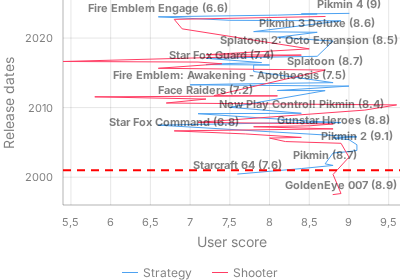 Pikmin 4 (9)
Fire Emblem Engage (6.6)
Pikmin 3 Deluxe (8.6)
2020
Splatoon 2: Octo Expansion (8.5)
Star Fox Guard (7.4)
Splatoon (8.7)
Fire Emblem: Awakening - Apotheosis (7.5)
Face Raiders (7.2)
2010
New Play Control! Pikmin (8.4)
Star Fox Command (6.8)
Gunstar Heroes (8.8)
Pikmin 2 (9.1)
Pikmin (8.7)
Starcraft 64 (7.6)
2000
GoldenEye 007 (8.9)
Release dates
5,5 6 6,5 7 7,5 8 8,5 9 9,5
User score
Strategy Shooter